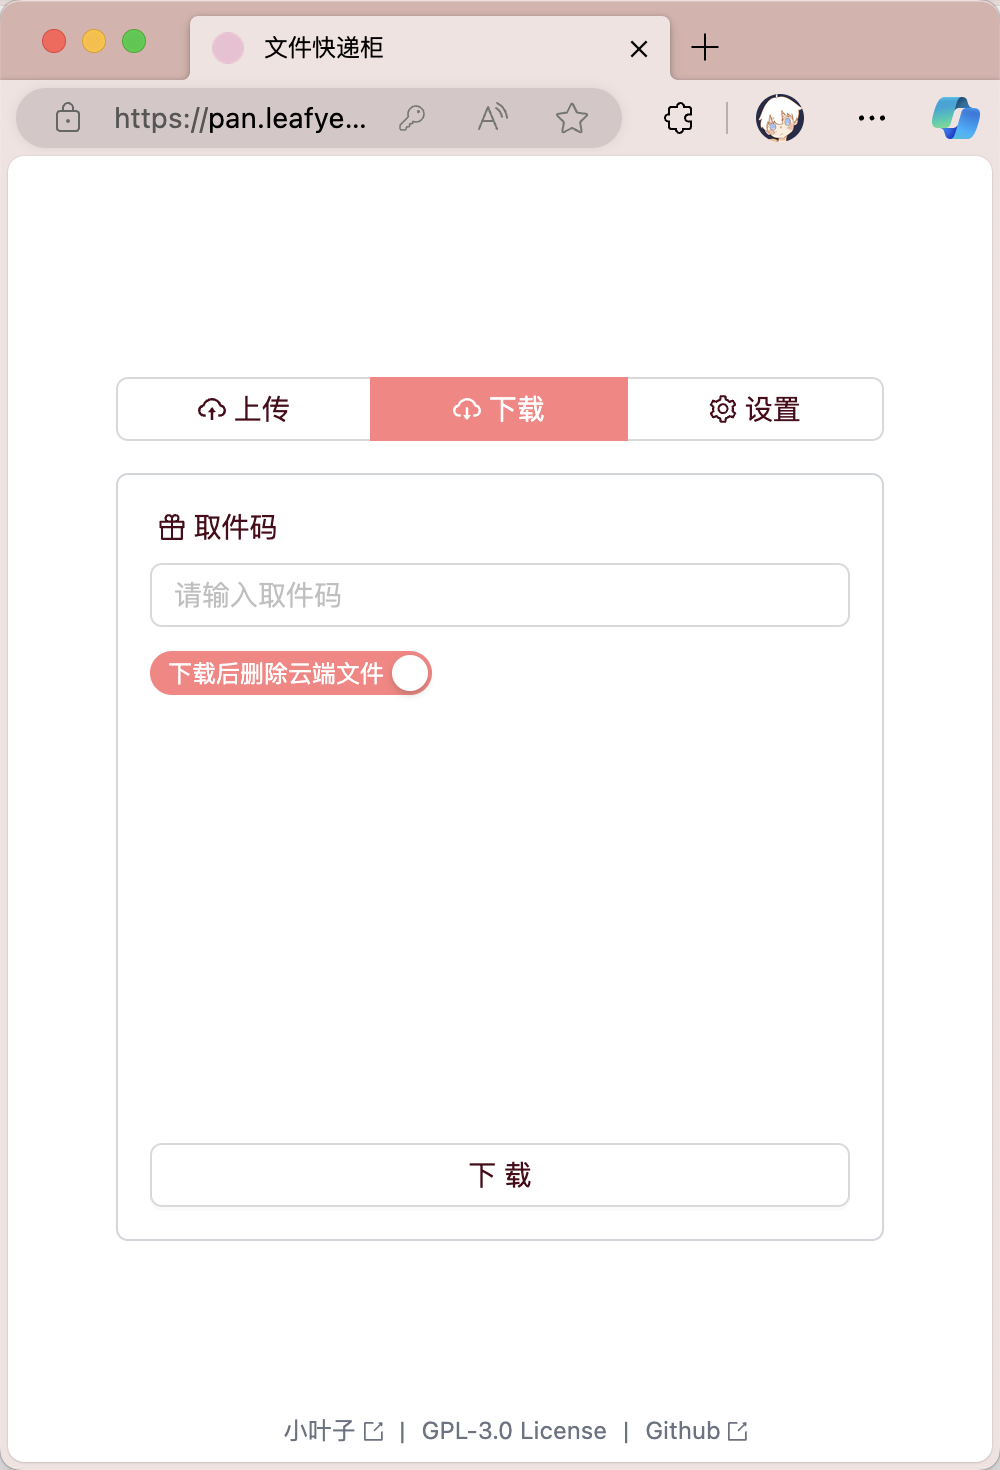 文件快递柜
https://pan.leafye...
上传
下载
设置
取件码
请输入取件码
下载后删除云端文件
下 载
小叶子 | GPL-3.0 License | Github